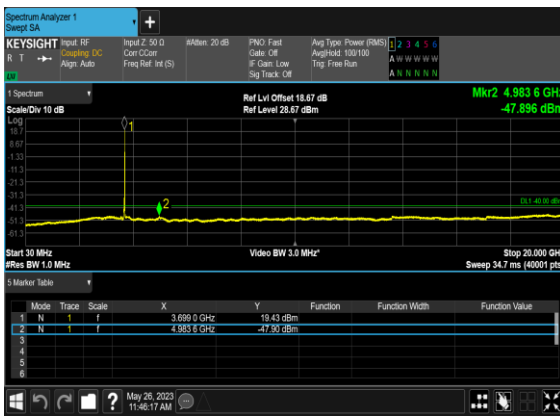 Spectrum Analyzer 1
Swept SA
+
KEYSIGHT Input: RF Input Z: 50 Ω #Atten: 20 dB PNO: Fast Avg Type: Power (RMS) 1 2 3 4 5 6
R T Coupling: DC Corr CCorr Gate: Off Avg|Hold: 100/100 A W W W W W
Align: Auto Freq Ref: Int (S) IF Gain: Low Trig: Free Run
Sig Track: Off A N N N N N
1 Spectrum
Scale/Div 10 dB Ref Lvl Offset 18.67 dB Mkr2 4.983 6 GHz
Ref Level 28.67 dBm -47.896 dBm
Log
18.7
8.67
-1.33
-11.3
-21.3
-31.3
-41.3
-51.3
-61.3
1
2
DL1 -40.00 dBm
Start 30 MHz Video BW 3.0 MHz* Stop 20.000 GHz
#Res BW 1.0 MHz Sweep 34.7 ms (40001 pts)
5 Marker Table
Mode Trace Scale X Y Function Function Width Function Value
1 N 1 f 3.699 0 GHz 19.43 dBm
2 N 1 f 4.983 6 GHz -47.90 dBm
3
4
5
6
? May 26, 2023
11:46:17 AM